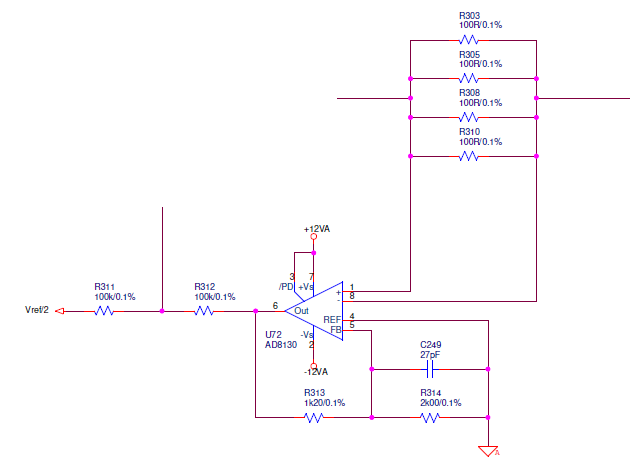 R303
100R/0.1%
R305
100R/0.1%
R308
100R/0.1%
R310
100R/0.1%
+12VA
3
7
/PD
+Vs
1
8
+
-
R311
100k/0.1%
R312
100k/0.1%
Vref/2
6
Out
REF
4
FB
5
U72
AD8130
-Vs
2
-12VA
C249
27pF
R313
1k20/0.1%
R314
2k00/0.1%
A